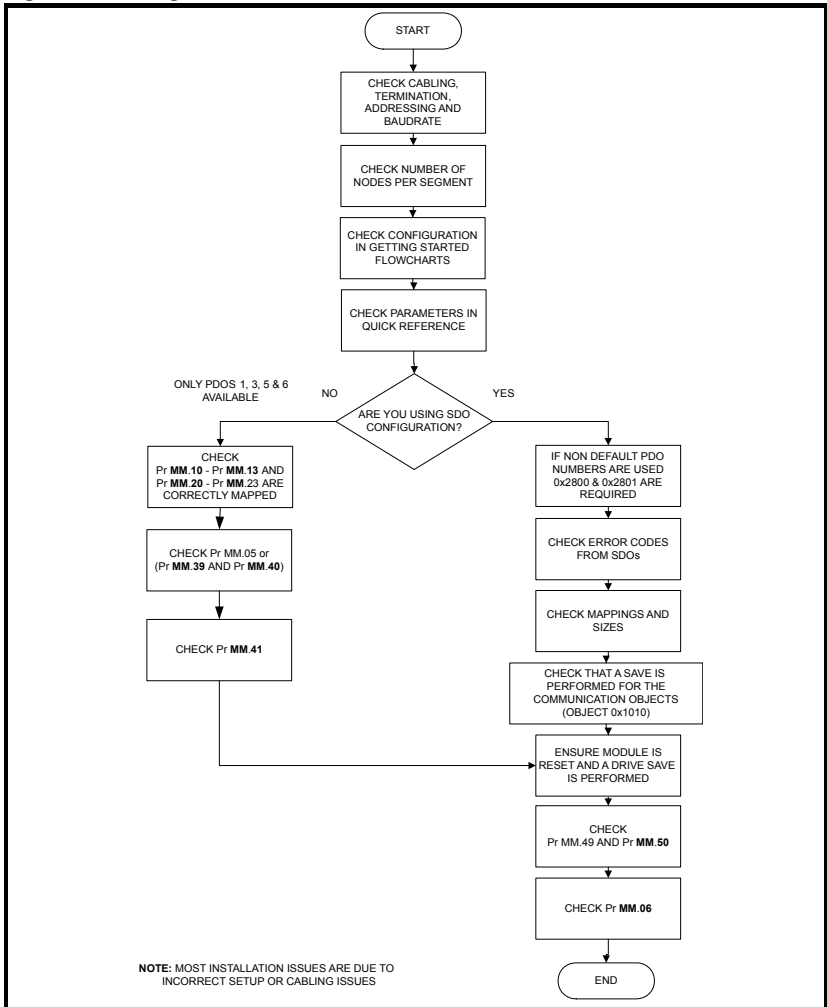 START
CHECK CABLING,
TERMINATION,
ADDRESSING AND
BAUDRATE
CHECK NUMBER OF
NODES PER SEGMENT
CHECK CONFIGURATION
IN GETTING STARTED
FLOWCHARTS
CHECK PARAMETERS IN
QUICK REFERENCE
ARE YOU USING SDO
CONFIGURATION?
NO
YES
ONLY PDOS 1, 3, 5 & 6
AVAILABLE
CHECK
Pr MM.10 - Pr MM.13 AND
Pr MM.20 - Pr MM.23 ARE
CORRECTLY MAPPED
CHECK Pr MM.05 or
(Pr MM.39 AND Pr MM.40)
CHECK Pr MM.41
IF NON DEFAULT PDO
NUMBERS ARE USED
0x2800 & 0x2801 ARE
REQUIRED
CHECK ERROR CODES
FROM SDOs
CHECK MAPPINGS AND
SIZES
CHECK THAT A SAVE IS
PERFORMED FOR THE
COMMUNICATION OBJECTS
(OBJECT 0x1010)
ENSURE MODULE IS
RESET AND A DRIVE SAVE
IS PERFORMED
CHECK
Pr MM.49 AND Pr MM.50
CHECK Pr MM.06
END
NOTE: MOST INSTALLATION ISSUES ARE DUE TO
INCORRECT SETUP OR CABLING ISSUES